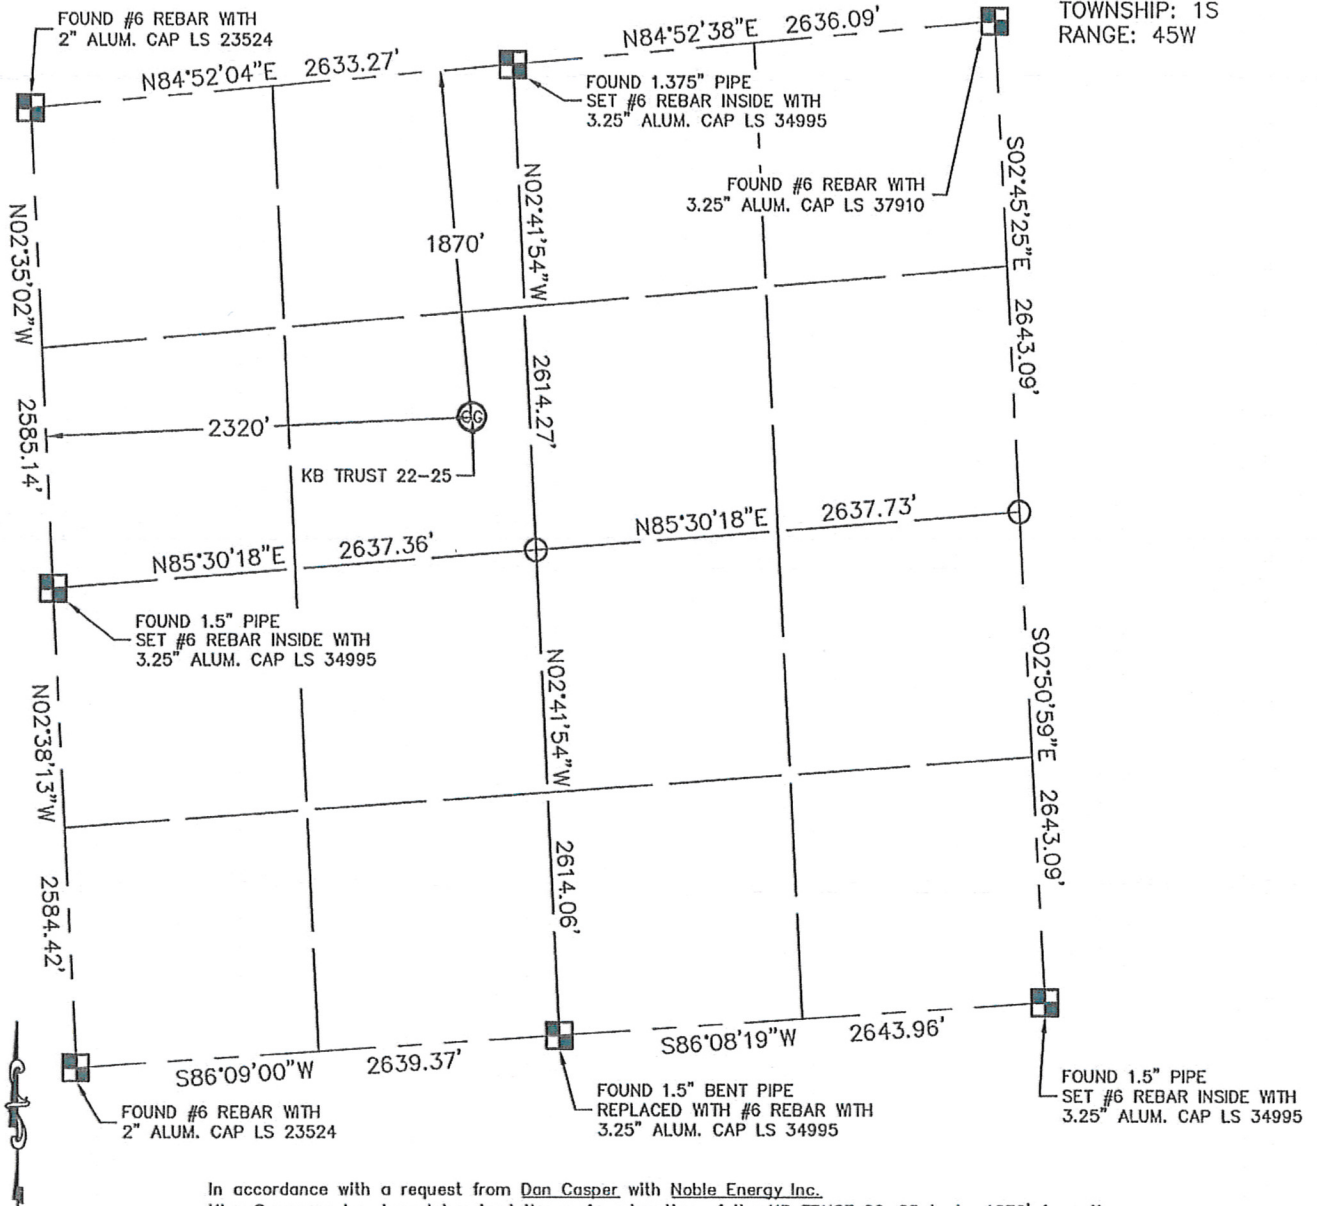 FOUND #6 REBAR WITH
2" ALUM. CAP LS 23524
N84°52'04"E 2633.27'
N84°52'38"E 2636.09'
TOWNSHIP: 1S
RANGE: 45W
FOUND 1.375" PIPE
SET #6 REBAR INSIDE WITH
3.25" ALUM. CAP LS 34995
FOUND #6 REBAR WITH
3.25" ALUM. CAP LS 37910
N02°35'02"W 2585.14'
1870'
N02°41'54"W 2614.27'
S02°45'25"E 2643.09'
2320'
KB TRUST 22-25
N85°30'18"E 2637.36'
N85°30'18"E 2637.73'
FOUND 1.5" PIPE
SET #6 REBAR INSIDE WITH
3.25" ALUM. CAP LS 34995
N02°38'13"W 2584.42'
N02°41'54"W 2614.06'
S02°50'59"E 2643.09'
S86°09'00"W 2639.37'
S86°08'19"W 2643.96'
FOUND #6 REBAR WITH
2" ALUM. CAP LS 23524
FOUND 1.5" BENT PIPE
REPLACED WITH #6 REBAR WITH
3.25" ALUM. CAP LS 34995
FOUND 1.5" PIPE
SET #6 REBAR INSIDE WITH
3.25" ALUM. CAP LS 34995
In accordance with a request from Dan Casper with Noble Energy Inc.